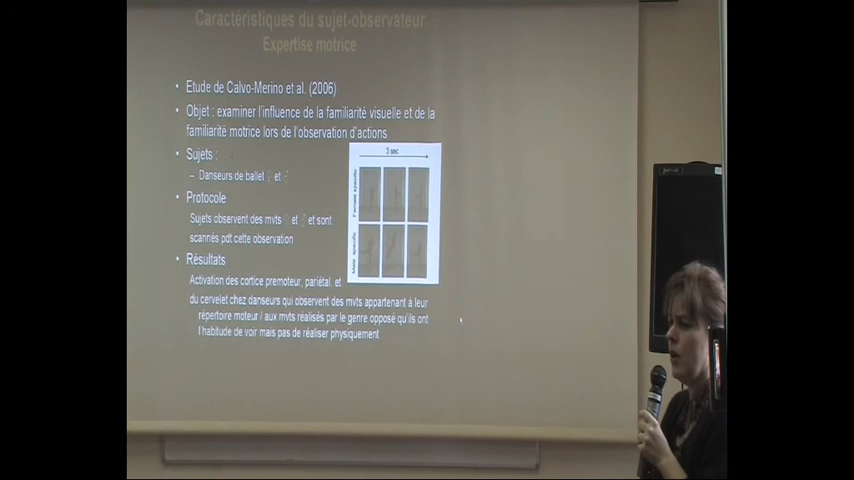 Caractéristiques du sujet-observateur
Expertise motrice
• Etude de Calvo-Merino et al. (2006)
• Objet : examiner l'influence de la familiarité visuelle et de la
familiarité motrice lors de l'observation d'actions
• Sujets :
– Danseurs de ballet ♀ et ♂
• Protocole
Sujets observent des mvts ♀ et ♂ et sont
scannés pdt cette observation
• Résultats
Activation des cortice premoteur, pariétal, et
du cervelet chez danseurs qui observent des mvts appartenant à leur
répertoire moteur / aux mvts réalisés par le genre opposé qu'ils ont
l'habitude de voir mais pas de réaliser physiquement
3 sec
Female specific
Male specific